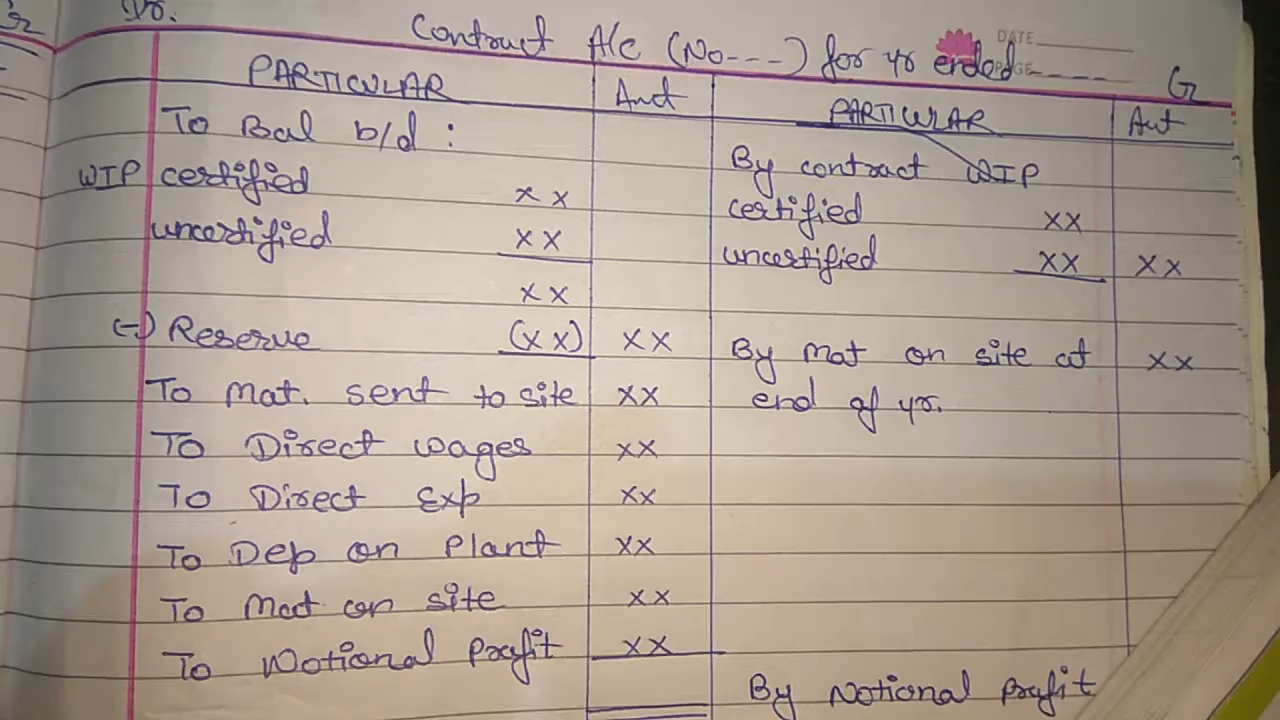 Dr.
Contract A/c (No---) for yr ended-----
DATE
Cr
PARTICULAR Amt PARTICULAR Amt
To Bal b/d :
WIP certified xx
uncertified xx
xx
(-) Reserve (xx) xx
To Mat. sent to site xx
To Direct wages xx
To Direct Exp xx
To Dep on Plant xx
To Mat on site xx
To Notional Profit xx
By contract WIP
certified xx
uncertified xx xx
By mat on site at xx
end of yr.
By Notional profit